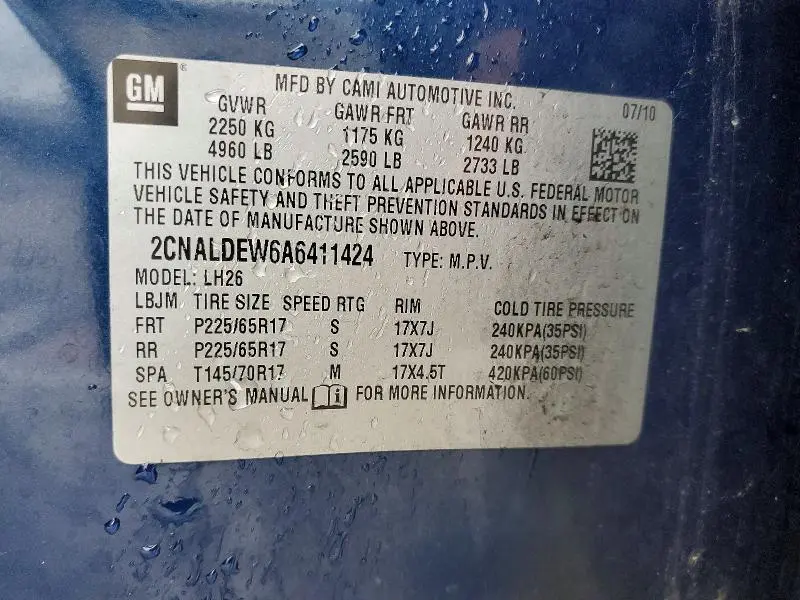 GM
MFD BY CAMI AUTOMOTIVE INC.
07/10
GVWR GAWR FRT GAWR RR
2250 KG 1175 KG 1240 KG
4960 LB 2590 LB 2733 LB
THIS VEHICLE CONFORMS TO ALL APPLICABLE U.S. FEDERAL MOTOR
VEHICLE SAFETY AND THEFT PREVENTION STANDARDS IN EFFECT ON
THE DATE OF MANUFACTURE SHOWN ABOVE.
2CNALDEW6A6411424 TYPE: M.P.V.
MODEL: LH26
LBJM TIRE SIZE SPEED RTG RIM COLD TIRE PRESSURE
FRT P225/65R17 S 17X7J 240KPA(35PSI)
RR P225/65R17 S 17X7J 240KPA(35PSI)
SPA T145/70R17 M 17X4.5T 420KPA(60PSI)
SEE OWNER'S MANUAL i FOR MORE INFORMATION.